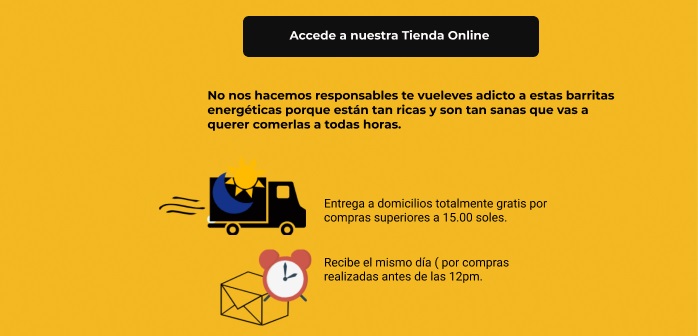 Accede a nuestra Tienda Online
No nos hacemos responsables te vueleves adicto a estas barritas
energéticas porque están tan ricas y son tan sanas que vas a
querer comerlas a todas horas.
Entrega a domicilios totalmente gratis por
compras superiores a 15.00 soles.
Recibe el mismo día ( por compras
realizadas antes de las 12pm.